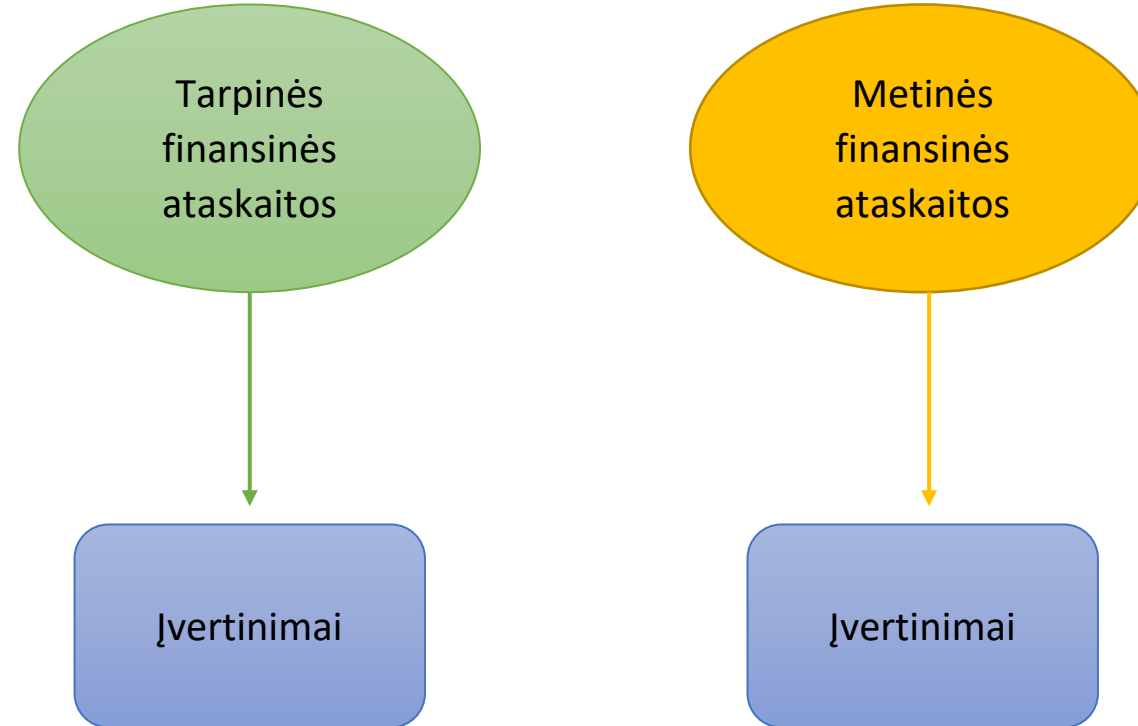 Tarpinės
finansinės
ataskaitos
Metinės
finansinės
ataskaitos
Įvertinimai
Įvertinimai